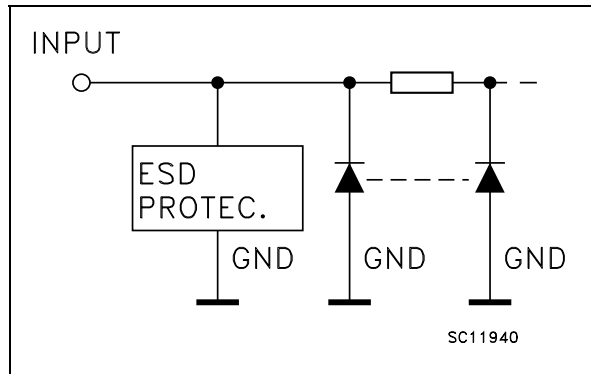 INPUT
ESD
PROTEC.
GND
GND
GND
SC11940